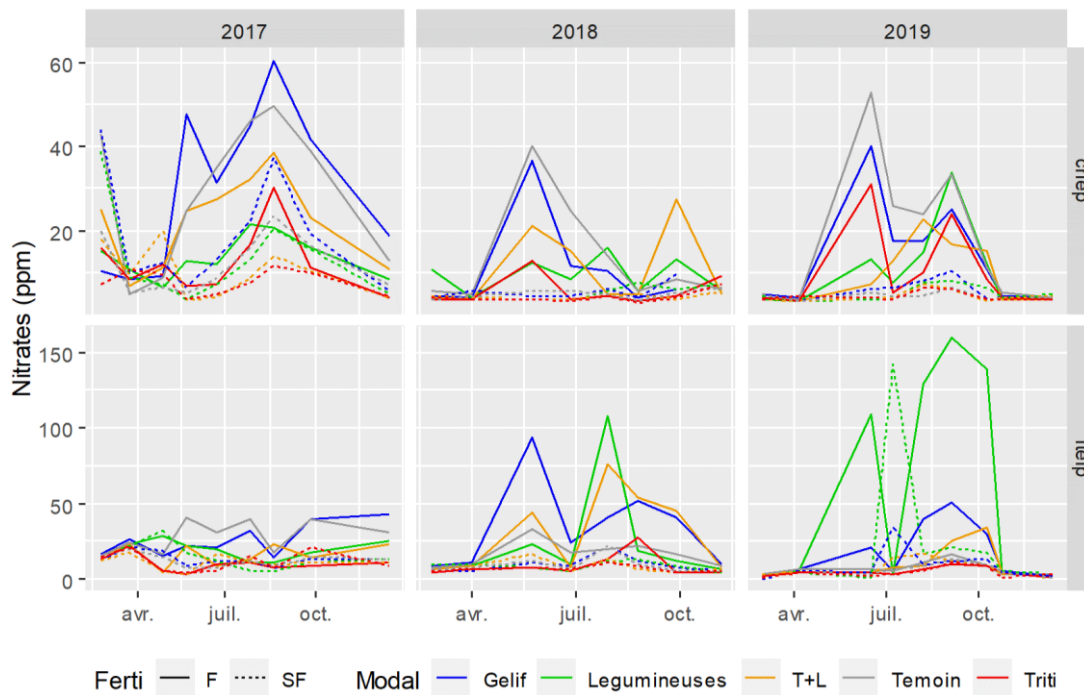 2017 2018 2019
60
40
20
Nitrates (ppm)
chep
150
100
50
0
avr. juil. oct. avr. juil. oct. avr. juil. oct.
Ferti F SF Modal Gelif Legumineuses T+L Temoin Triti